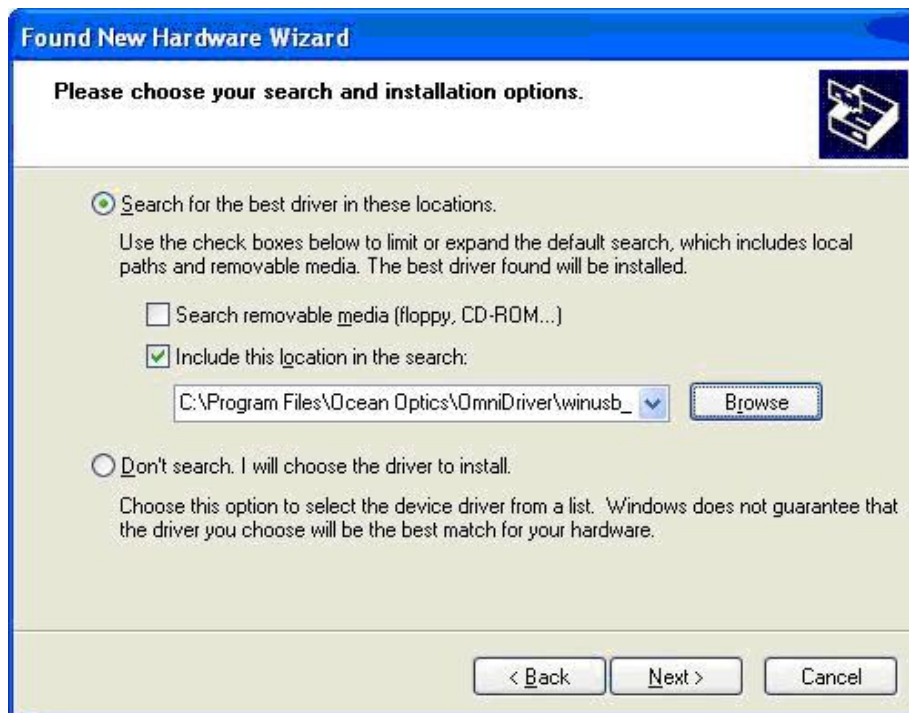 Found New Hardware Wizard
Please choose your search and installation options.
Search for the best driver in these locations.
Use the check boxes below to limit or expand the default search, which includes local
paths and removable media. The best driver found will be installed.
Search removable media (floppy, CD-ROM...)
Include this location in the search:
C:\Program Files\Ocean Optics\OmniDriver\winusb_
Browse
Don't search. I will choose the driver to install.
Choose this option to select the device driver from a list. Windows does not guarantee that
the driver you choose will be the best match for your hardware.
< Back
Next >
Cancel